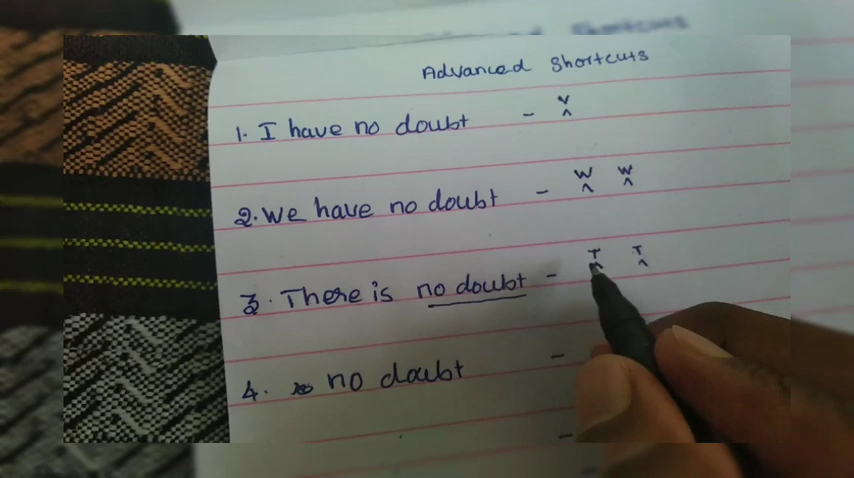 Advanced Shortcuts
1. I have no doubt - V ^
2. We have no doubt - W ^ W ^
3. There is no doubt - T ^ T ^
4. no doubt -
-